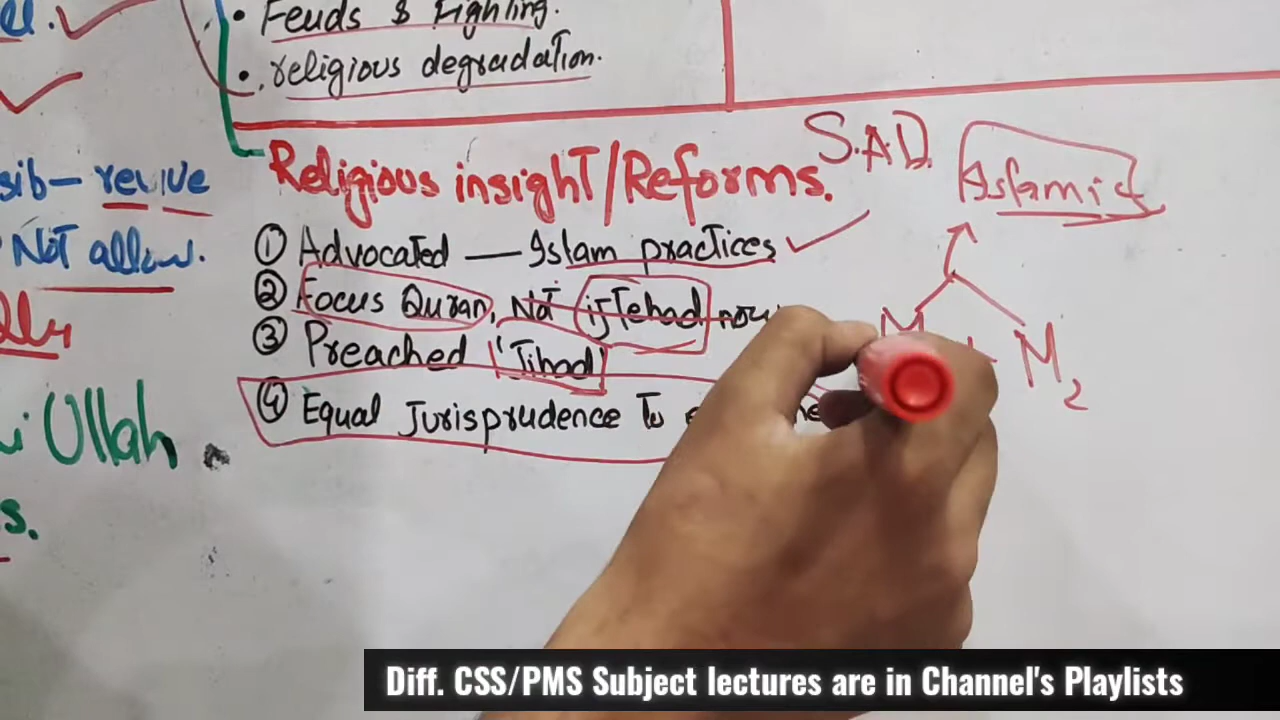 • Feuds & Fighting.
• religious degradation.
sib – revive
Not allow.
Ullah
s.
Religious insight/Reforms.
S.A.D.
Islamic
① Advocated — Islam practices
② Focus Quran, Not ijTehad now
③ Preached 'Jihad'
④ Equal Jurisprudence To
M
M2
Diff. CSS/PMS Subject lectures are in Channel's Playlists